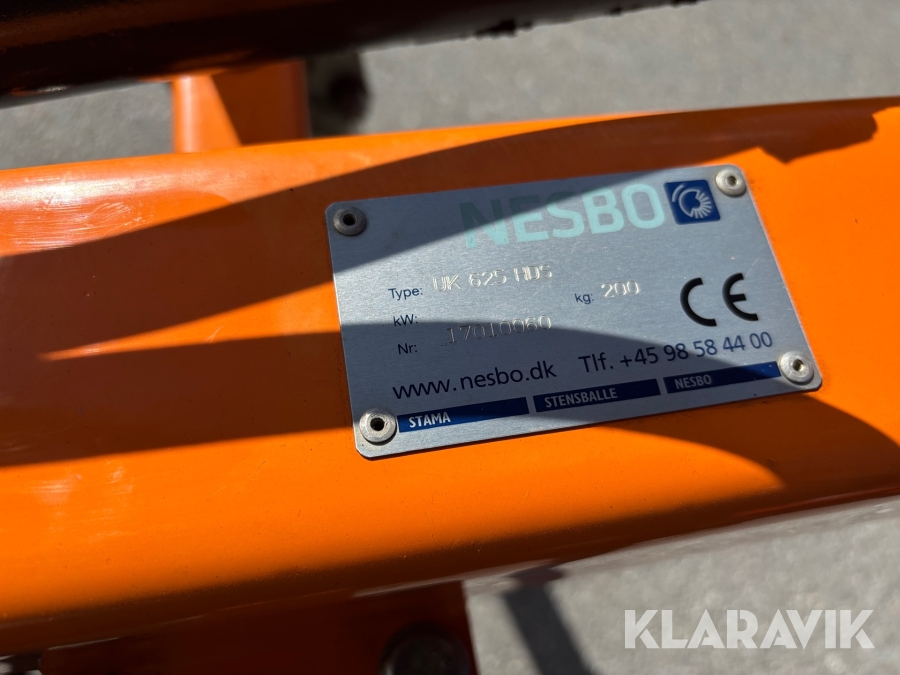 NESBO
Type: UK 625 HDS
kW: kg: 200
Nr: 17010060
www.nesbo.dk Tlf. +45 98 58 44 00
STAMA STENSBALLE NESBO
KLARAVIK